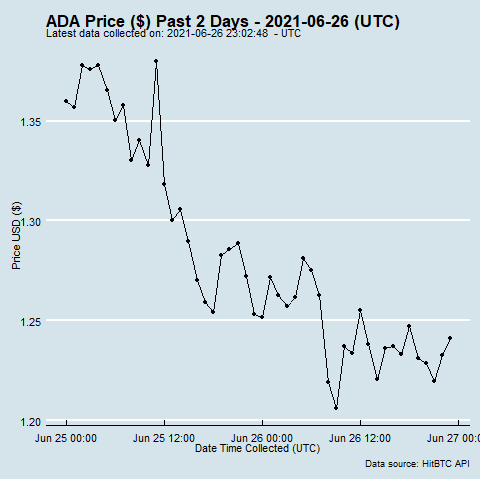 ADA Price ($) Past 2 Days - 2021-06-26 (UTC)
Latest data collected on: 2021-06-26 23:02:48 - UTC
1.35
1.30
1.25
1.20
Price USD ($)
Jun 25 00:00 Jun 25 12:00 Jun 26 00:00 Jun 26 12:00 Jun 27 00:00
Date Time Collected (UTC)
Data source: HitBTC API